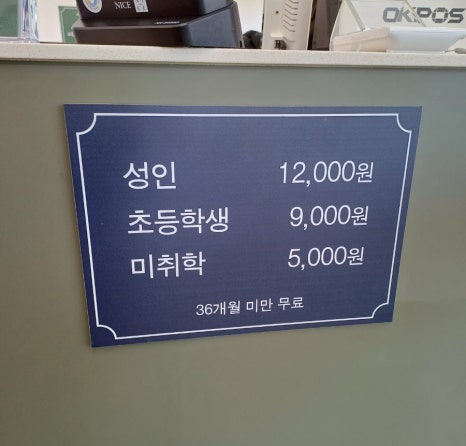 NICE
OKPOS
성인 12,000원
초등학생 9,000원
미취학 5,000원
36개월 미만 무료